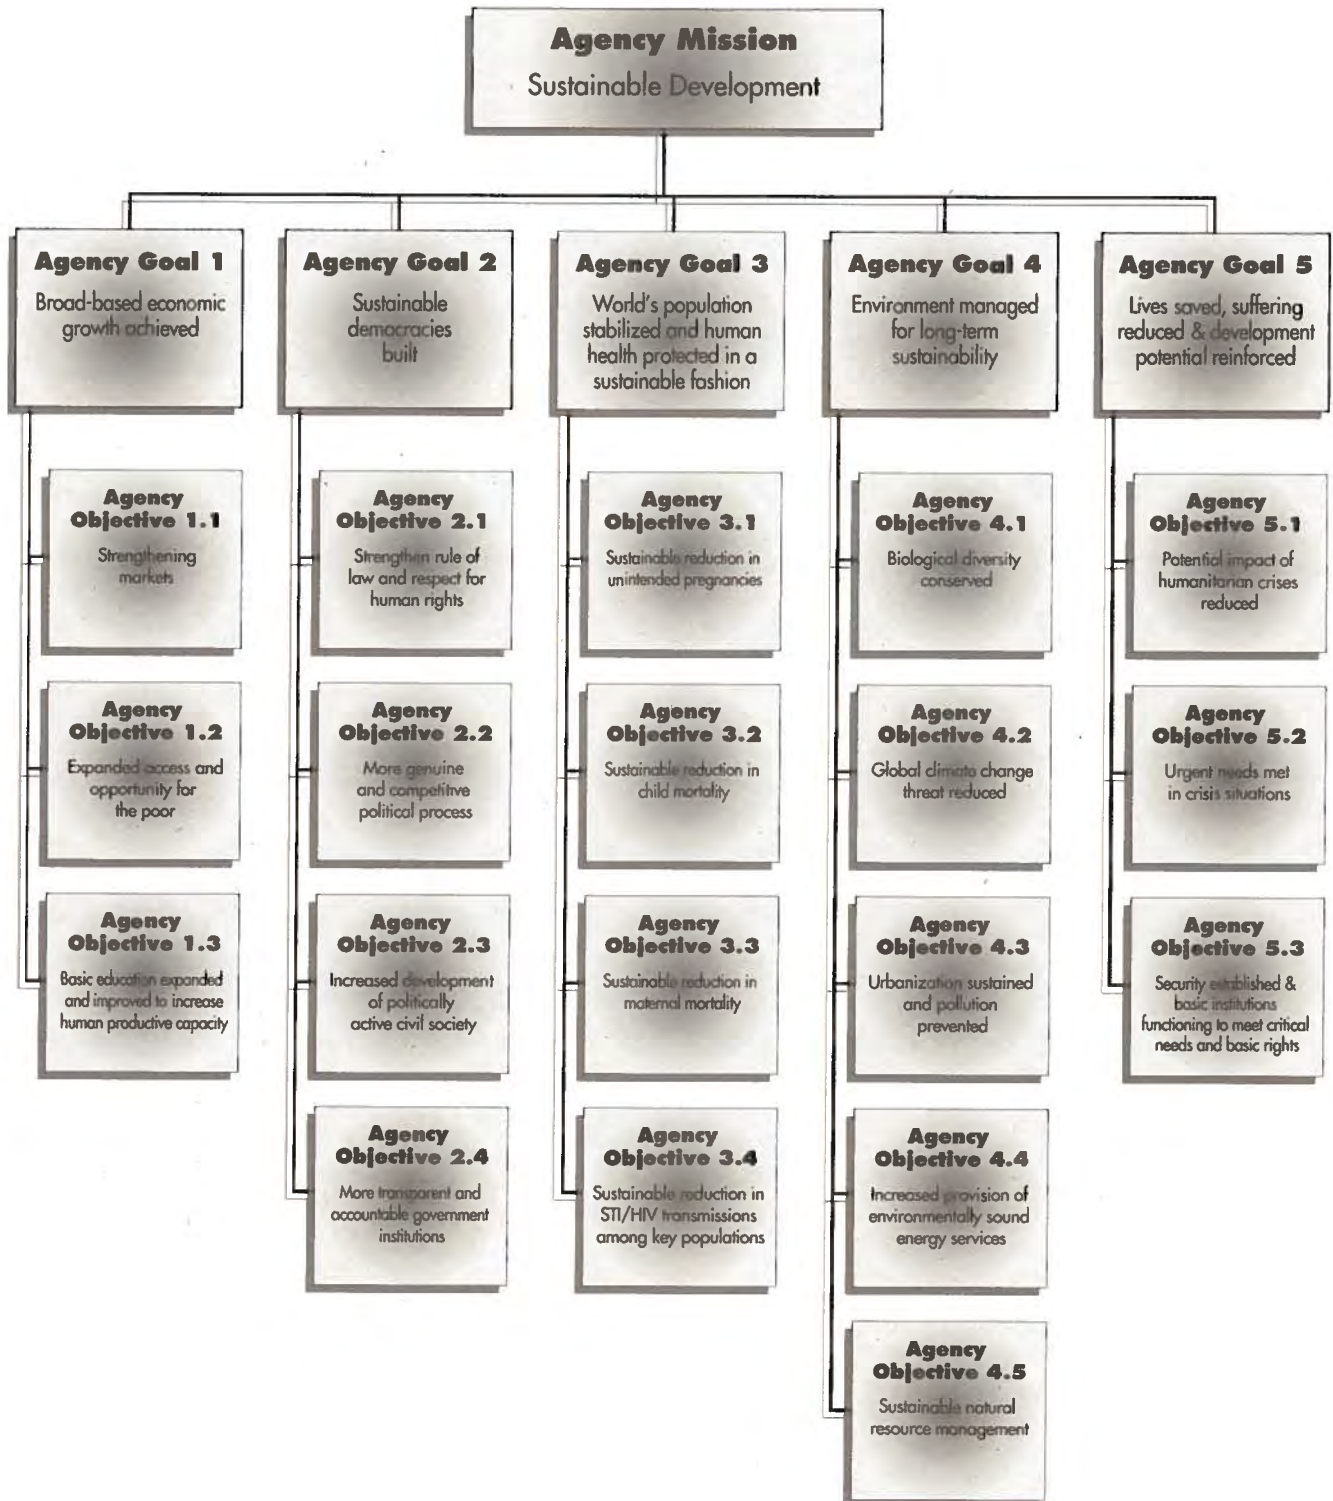 Agency Mission
Sustainable Development
Agency Goal 1
Broad-based economic
growth achieved
Agency Objective 1.1
Strengthening
markets
Agency
Objective 1.2
Expanded access and
opportunity for
the poor
Agency
Objective 1.3
Basic education expanded
and improved to increase
human productive capacity
Agency Goal 2
Sustainable
democracies
built
Agency
Objective 2.1
Strengthen rule of
law and respect for
human rights
Agency
Objective 2.2
More genuine
and competitive
political process
Agency
Objective 2.3
Increased development
of politically
active civil society
Agency
Objective 2.4
More transparent and
accountable government
institutions
Agency Goal 3
World's population
stabilized and human
health protected in a
sustainable fashion
Agency
Objective 3.1
Sustainable reduction in
unintended pregnancies
Agency
Objective 3.2
Sustainable reduction in
child mortality
Agency
Objective 3.3
Sustainable reduction in
maternal mortality
Agency
Objective 3.4
Sustainable reduction in
STI/HIV transmissions
among key populations
Agency Goal 4
Environment managed
for long-term
sustainability
Agency
Objective 4.1
Biological diversity
conserved
Agency
Objective 4.2
Global climate change
threat reduced
Agency
Objective 4.3
Urbanization sustained
and pollution
prevented
Agency
Objective 4.4
Increased provision of
environmentally sound
energy services
Agency
Objective 4.5
Sustainable natural
resource management
Agency Goal 5
Lives saved, suffering
reduced & development
potential reinforced
Agency
Objective 5.1
Potential impact of
humanitarian crises
reduced
Agency
Objective 5.2
Urgent needs met
in crisis situations
Agency
Objective 5.3
Security established &
basic institutions
functioning to meet critical
needs and basic rights